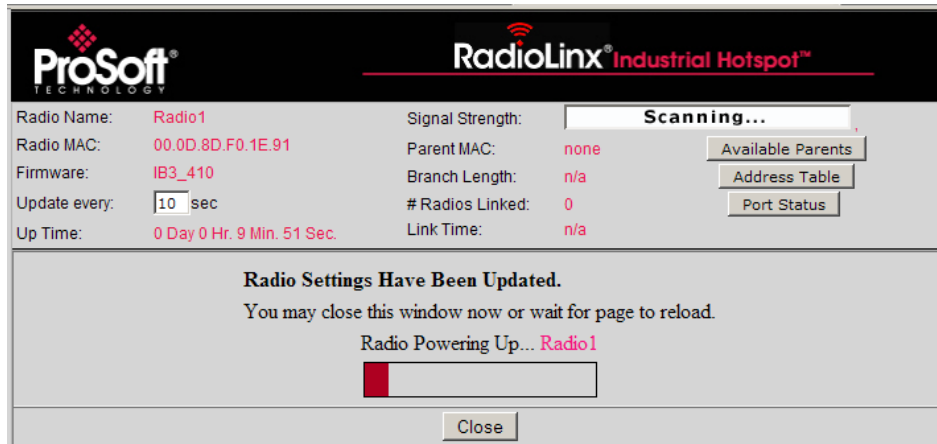 ProSoft®
TECHNOLOGY
RadioLinx® Industrial Hotspot™
Radio Name: Radio1
Radio MAC: 00.0D.8D.F0.1E.91
Firmware: IB3_410
Update every: 10 sec
Up Time: 0 Day 0 Hr. 9 Min. 51 Sec.
Signal Strength: Scanning... ,
Parent MAC: none Available Parents
Branch Length: n/a Address Table
# Radios Linked: 0 Port Status
Link Time: n/a
Radio Settings Have Been Updated.
You may close this window now or wait for page to reload.
Radio Powering Up... Radio1
Close